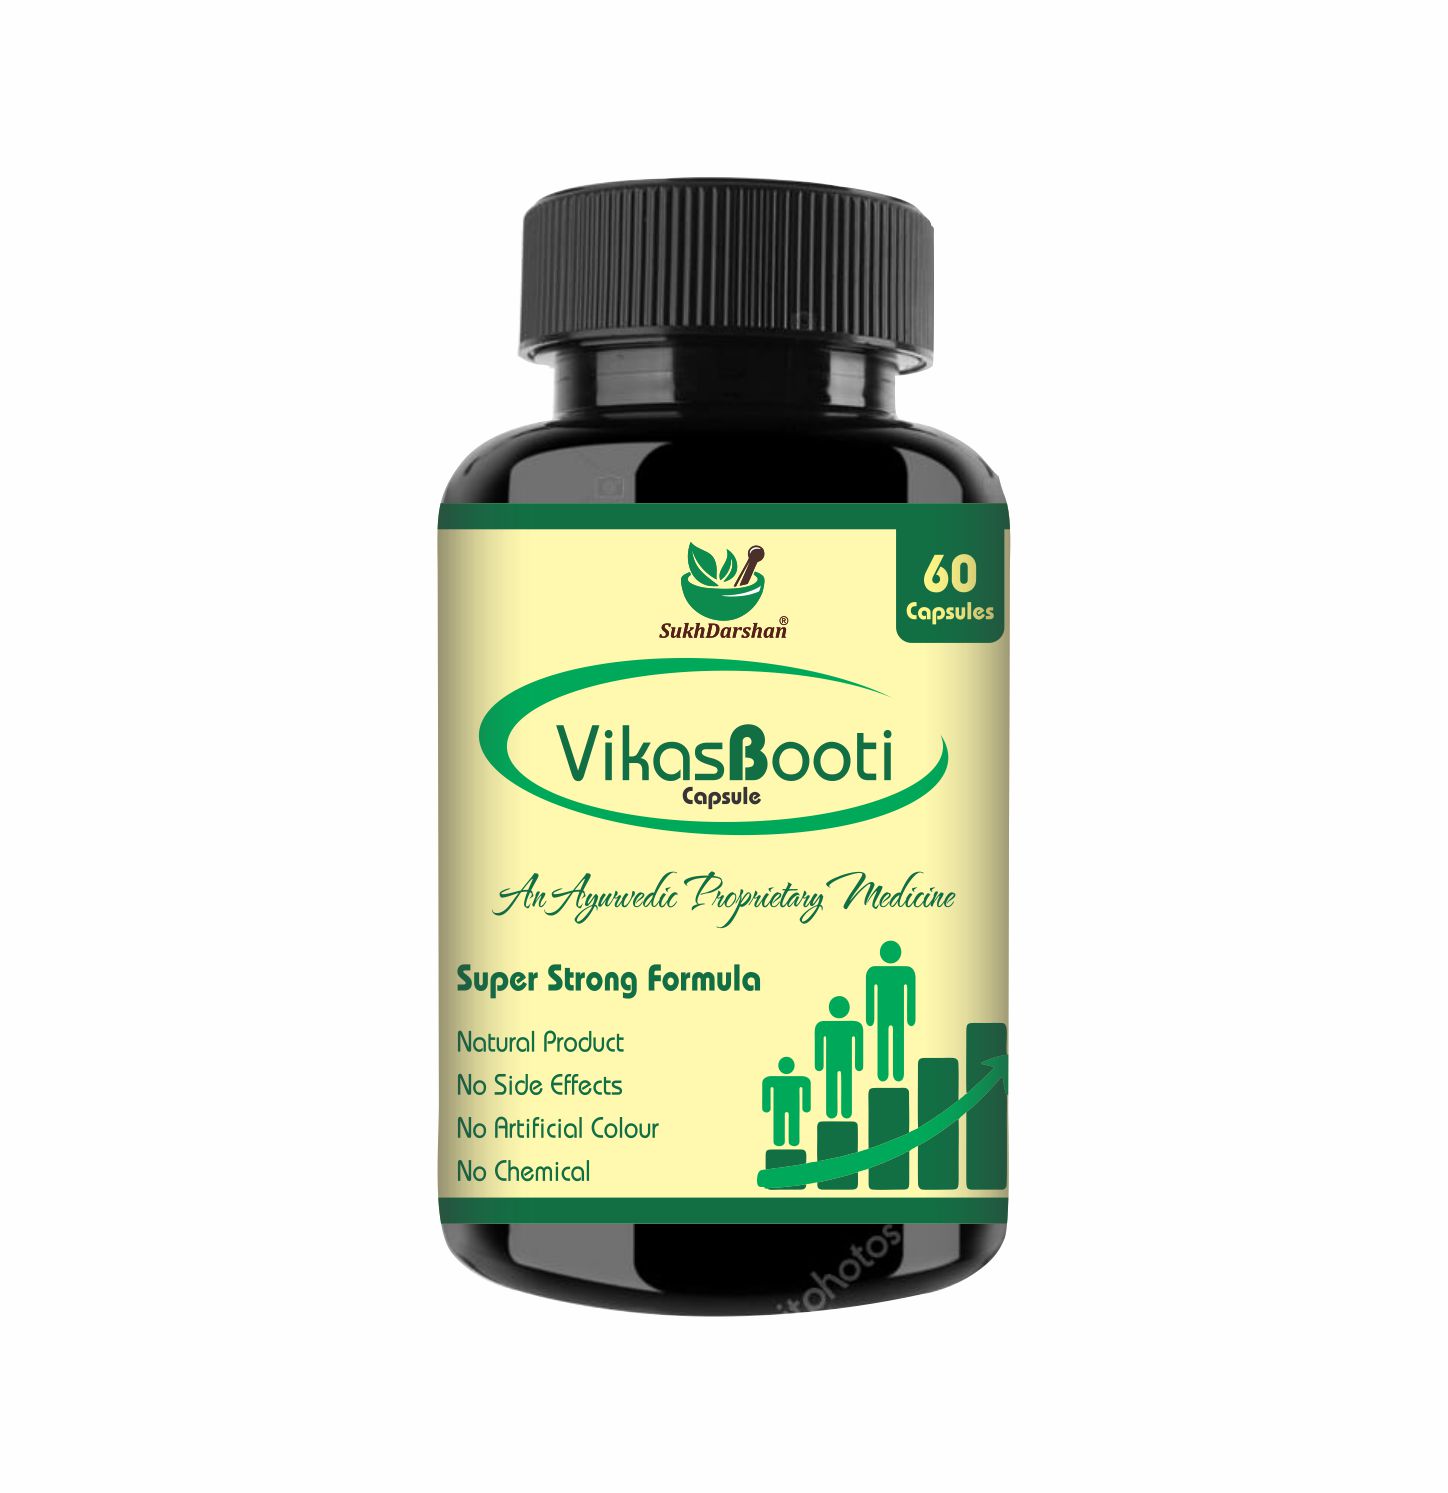 60
Capsules
SukhDarshan®
VikasBooti
Capsule
An Ayurvedic Proprietary Medicine
Super Strong Formula
Natural Product
No Side Effects
No Artificial Colour
No Chemical